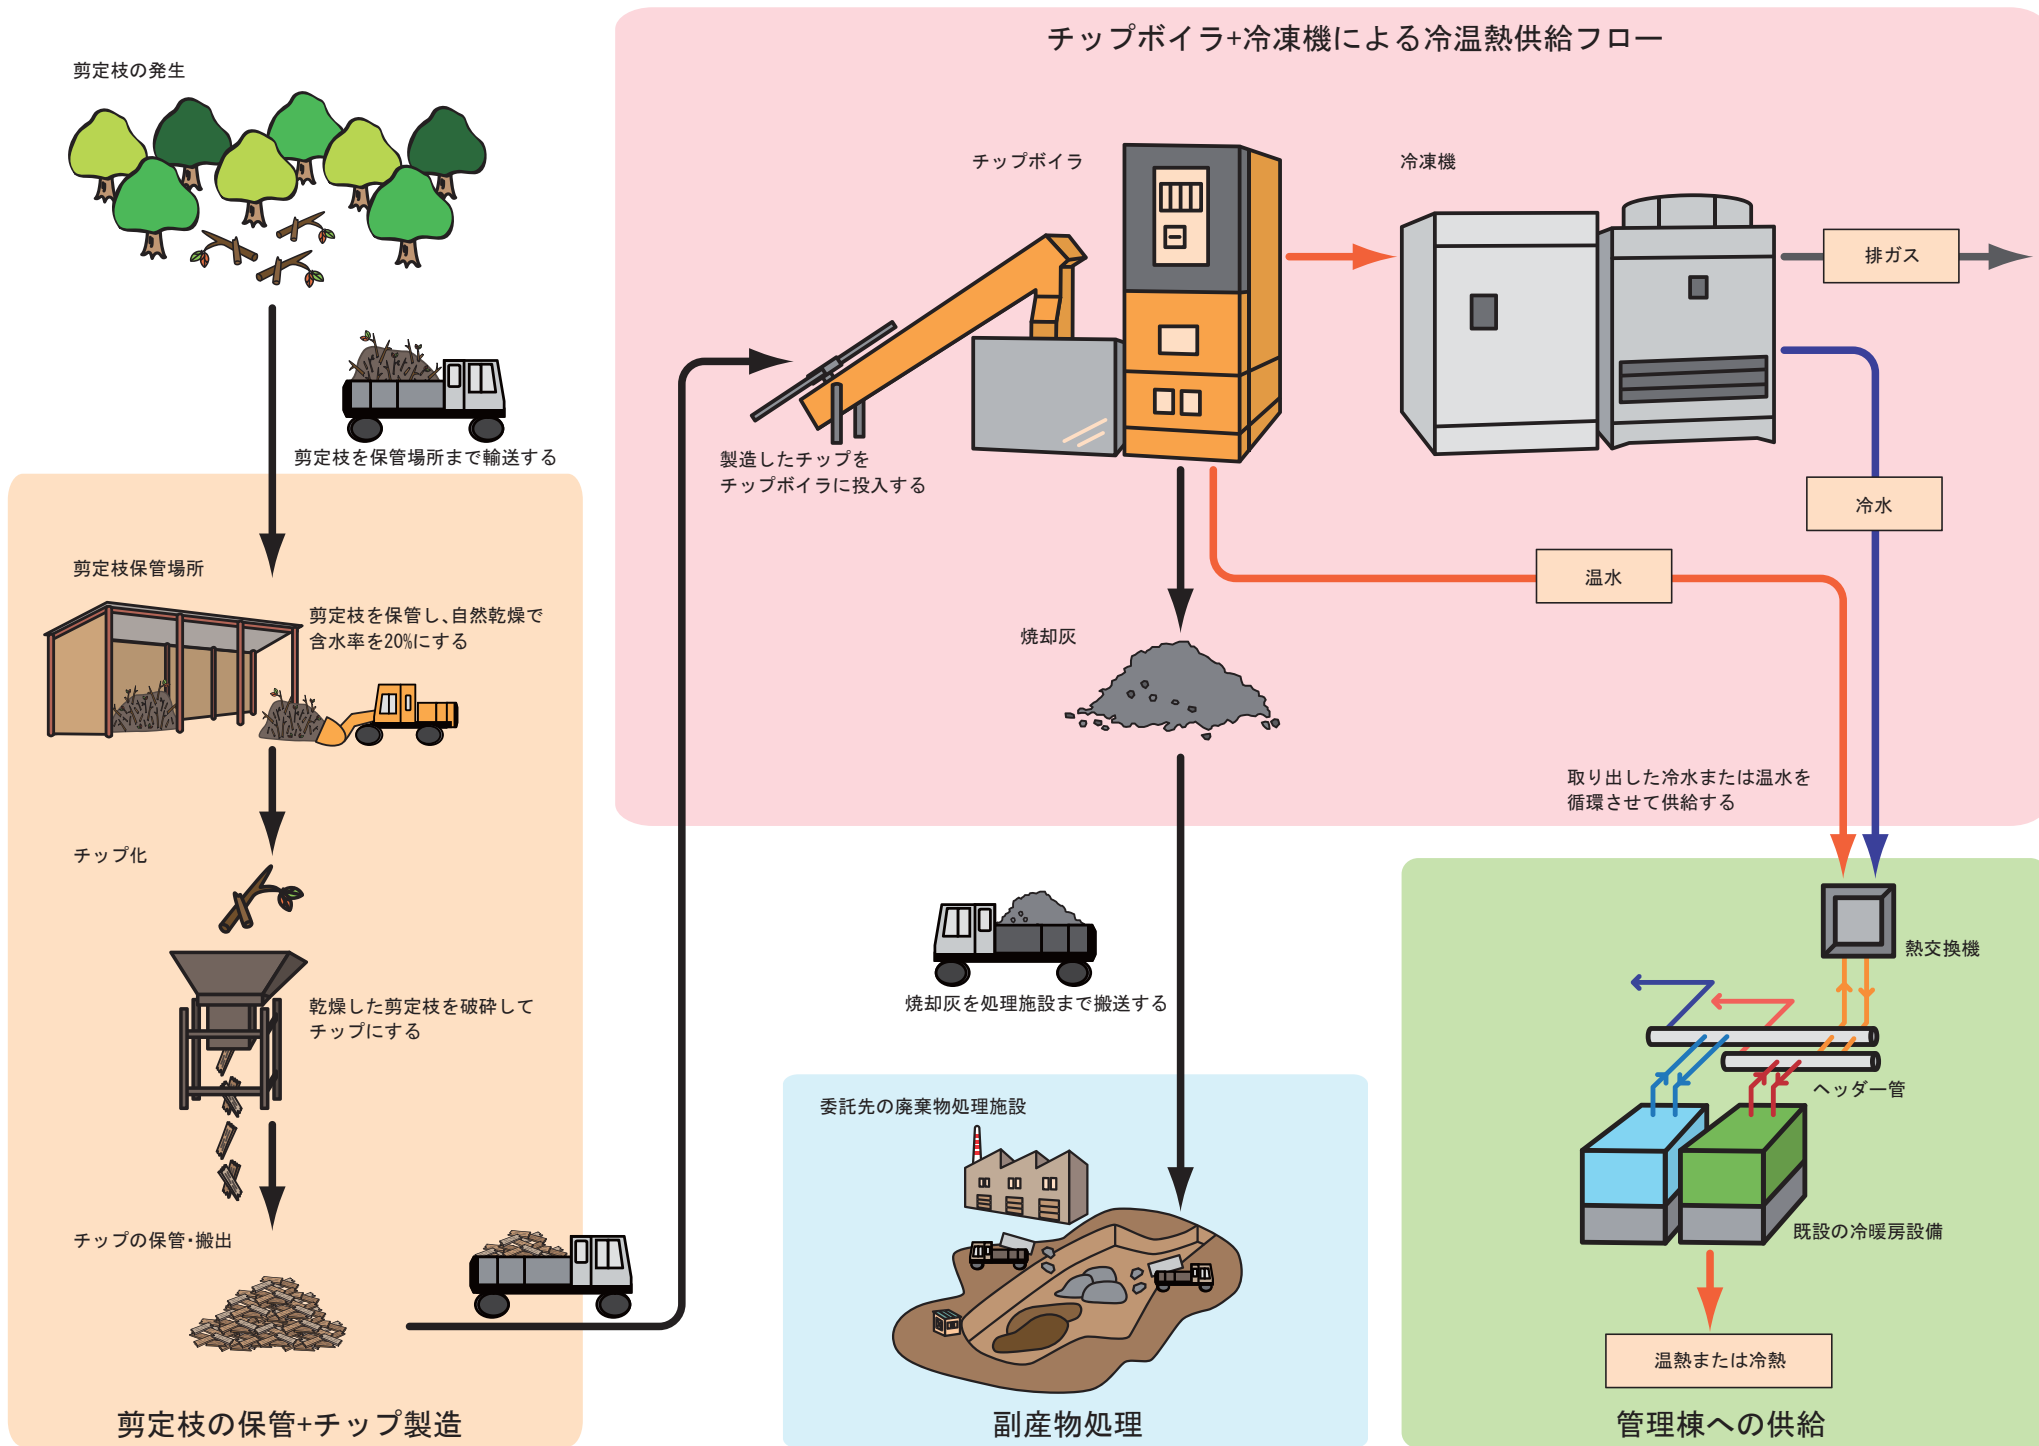 チップボイラ+冷凍機による冷温熱供給フロー
剪定枝の発生
剪定枝を保管場所まで輸送する
剪定枝保管場所
剪定枝を保管し、自然乾燥で
含水率を20%にする
チップ化
乾燥した剪定枝を破砕して
チップにする
チップの保管・搬出
剪定枝の保管+チップ製造
チップボイラ
冷凍機
排ガス
製造したチップを
チップボイラに投入する
冷水
温水
焼却灰
取り出した冷水または温水を
循環させて供給する
焼却灰を処理施設まで搬送する
委託先の廃棄物処理施設
副産物処理
熱交換機
ヘッダー管
既設の冷暖房設備
温熱または冷熱
管理棟への供給